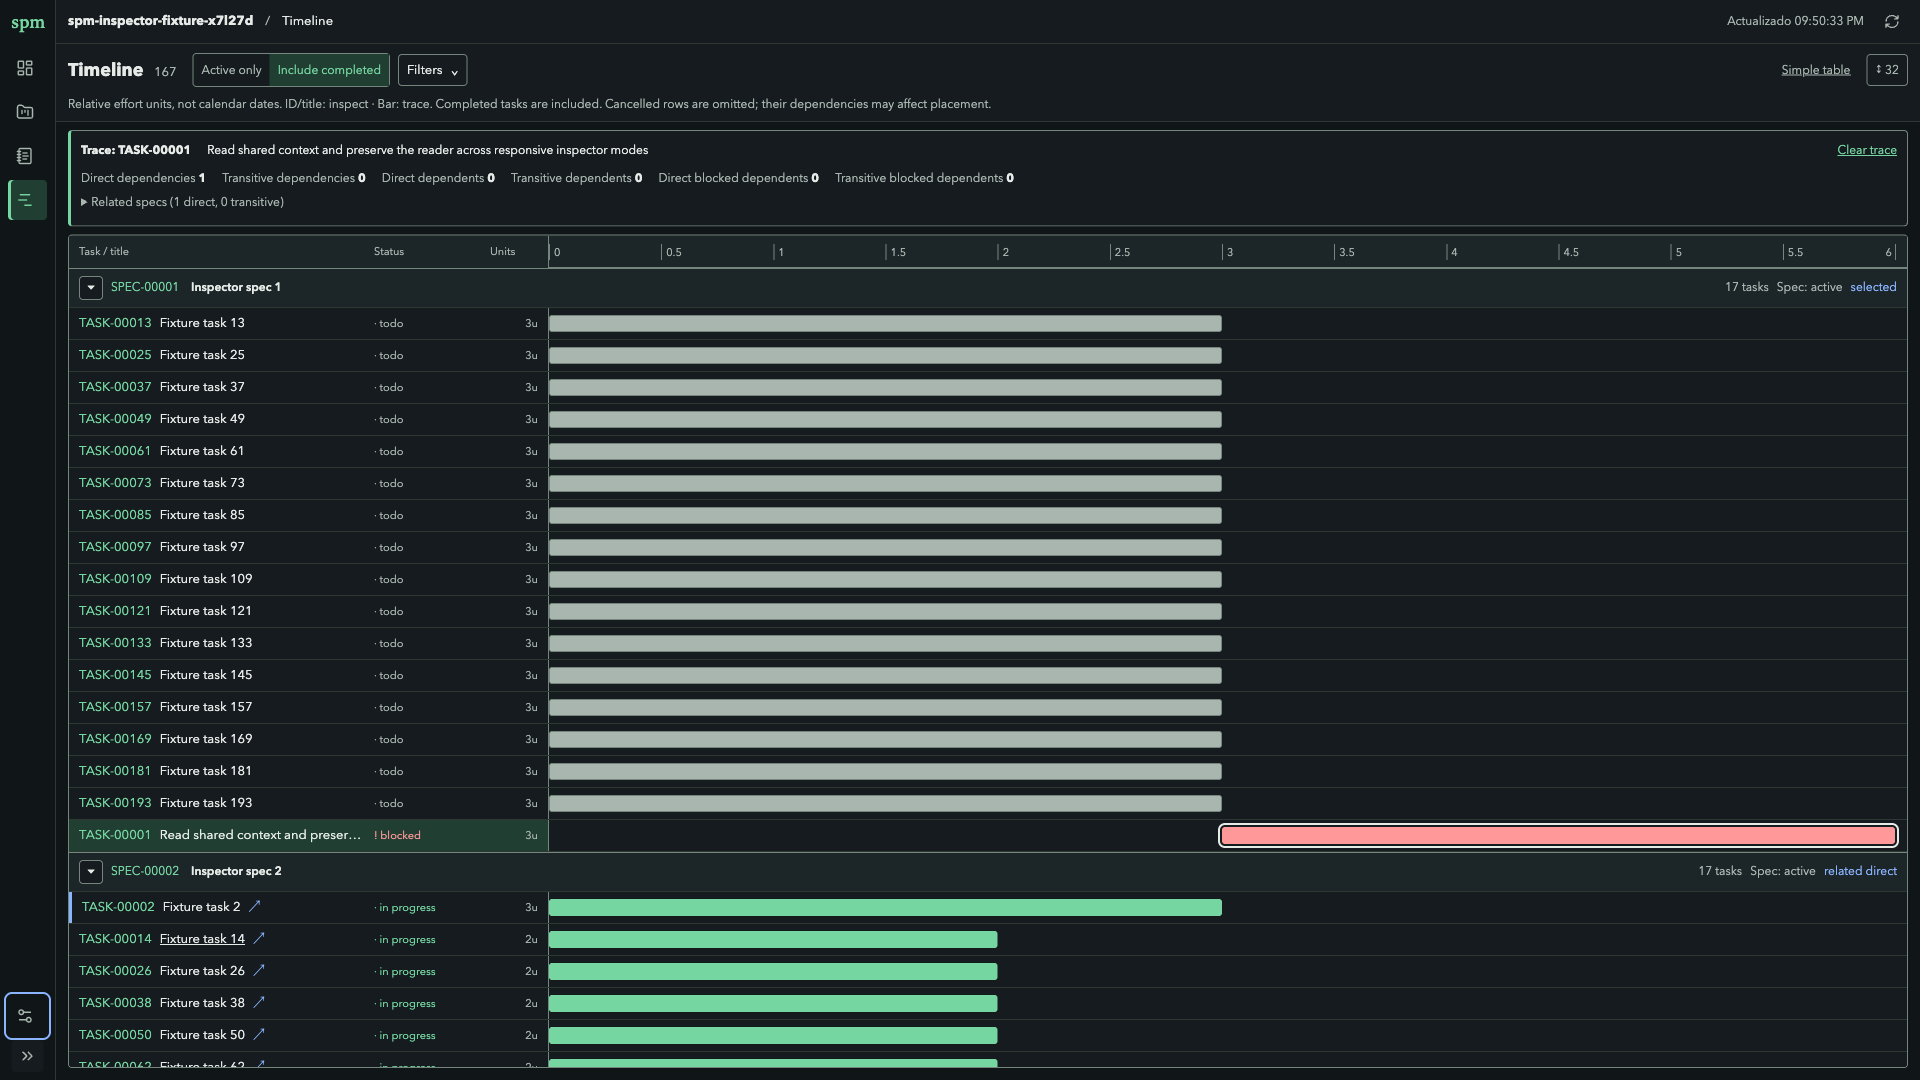 spm
spm-inspector-fixture-x7l27d / Timeline
Actualizado 09:50:33 PM
Timeline 167 Active only Include completed Filters
Simple table ↕ 32
Relative effort units, not calendar dates. ID/title: inspect · Bar: trace. Completed tasks are included. Cancelled rows are omitted; their dependencies may affect placement.
Trace: TASK-00001 Read shared context and preserve the reader across responsive inspector modes Clear trace
Direct dependencies 1 Transitive dependencies 0 Direct dependents 0 Transitive dependents 0 Direct blocked dependents 0 Transitive blocked dependents 0
Related specs (1 direct, 0 transitive)
Task / title Status Units 0 0.5 1 1.5 2 2.5 3 3.5 4 4.5 5 5.5 6
SPEC-00001 Inspector spec 1 17 tasks Spec: active selected
TASK-00013 Fixture task 13 · todo 3u
TASK-00025 Fixture task 25 · todo 3u
TASK-00037 Fixture task 37 · todo 3u
TASK-00049 Fixture task 49 · todo 3u
TASK-00061 Fixture task 61 · todo 3u
TASK-00073 Fixture task 73 · todo 3u
TASK-00085 Fixture task 85 · todo 3u
TASK-00097 Fixture task 97 · todo 3u
TASK-00109 Fixture task 109 · todo 3u
TASK-00121 Fixture task 121 · todo 3u
TASK-00133 Fixture task 133 · todo 3u
TASK-00145 Fixture task 145 · todo 3u
TASK-00157 Fixture task 157 · todo 3u
TASK-00169 Fixture task 169 · todo 3u
TASK-00181 Fixture task 181 · todo 3u
TASK-00193 Fixture task 193 · todo 3u
TASK-00001 Read shared context and preser... ! blocked 3u
SPEC-00002 Inspector spec 2 17 tasks Spec: active related direct
TASK-00002 Fixture task 2 · in progress 3u
TASK-00014 Fixture task 14 · in progress 2u
TASK-00026 Fixture task 26 · in progress 2u
TASK-00038 Fixture task 38 · in progress 2u
TASK-00050 Fixture task 50 · in progress 2u
TASK-00062 Fixture task 62 · in progress 2u